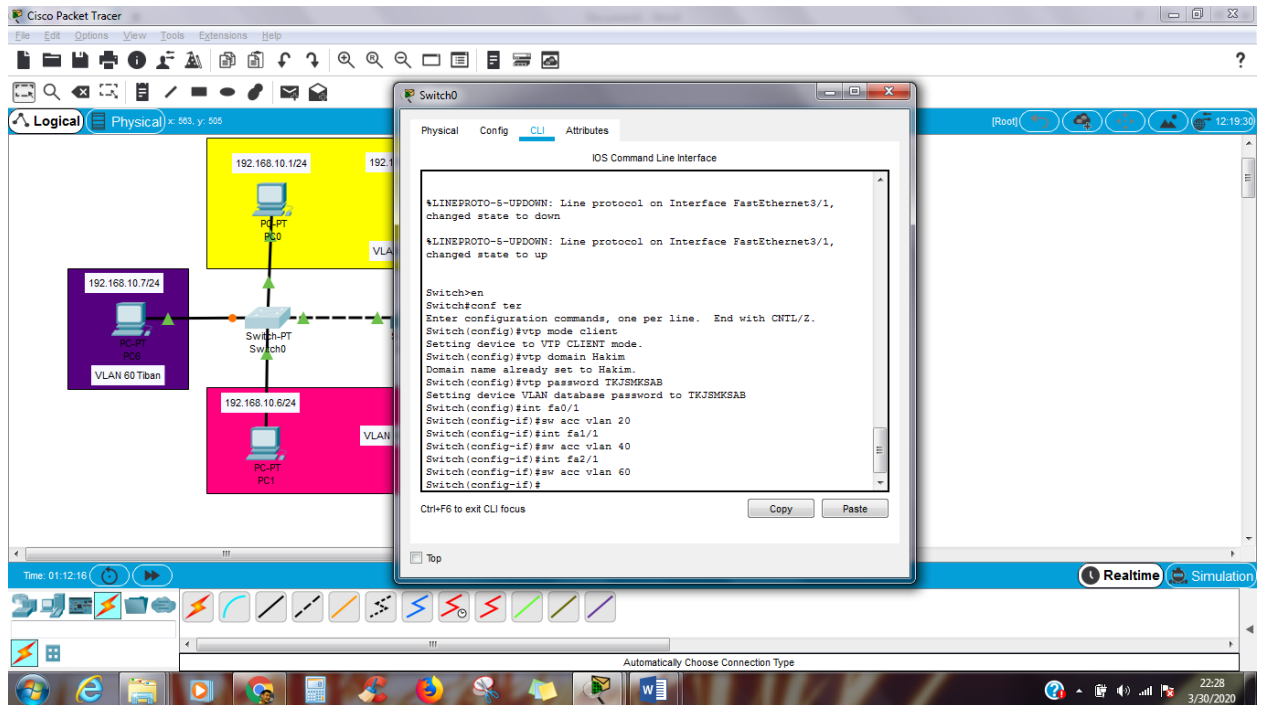 Cisco Packet Tracer
File Edit Options View Tools Extensions Help
?
Logical Physical x: 583, y: 505
[Root] 12:19:30
192.168.10.1/24
192.1
PC-PT
PC0
VLA
192.168.10.7/24
PC-PT
PC6
VLAN 60 Tiban
Switch-PT
Switch0
192.168.10.6/24
VLAN
PC-PT
PC1
Switch0
Physical Config CLI Attributes
IOS Command Line Interface
%LINEPROTO-5-UPDOWN: Line protocol on Interface FastEthernet3/1,
changed state to down
%LINEPROTO-5-UPDOWN: Line protocol on Interface FastEthernet3/1,
changed state to up
Switch>en
Switch#conf ter
Enter configuration commands, one per line. End with CNTL/Z.
Switch(config)#vtp mode client
Setting device to VTP CLIENT mode.
Switch(config)#vtp domain Hakim
Domain name already set to Hakim.
Switch(config)#vtp password TKJSMKSAB
Setting device VLAN database password to TKJSMKSAB
Switch(config)#int fa0/1
Switch(config-if)#sw acc vlan 20
Switch(config-if)#int fa1/1
Switch(config-if)#sw acc vlan 40
Switch(config-if)#int fa2/1
Switch(config-if)#sw acc vlan 60
Switch(config-if)#
Ctrl+F6 to exit CLI focus
Copy Paste
Top
Time: 01:12:16
Realtime Simulation
Automatically Choose Connection Type
22:28
3/30/2020